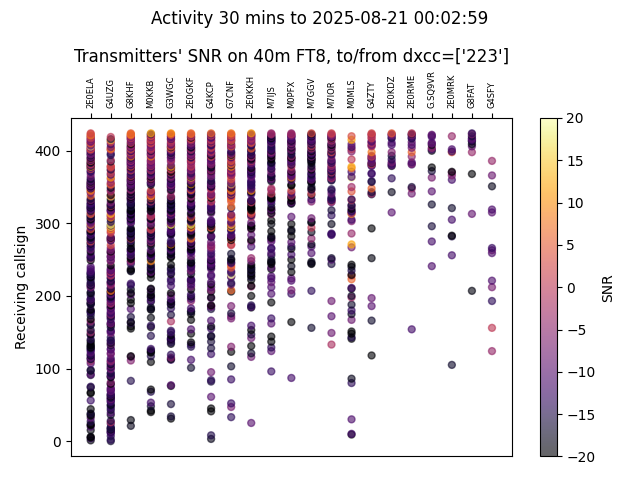 Activity 30 mins to 2025-08-21 00:02:59
Transmitters' SNR on 40m FT8, to/from dxcc=['223']
2E0ELA G4UZG G8KHF M0KKB G3WGC 2E0GKF G4KCP G7CNF 2E0KKH M7IJS M0PFX M7GGV M7IOR M0MLS G4ZTY 2E0KDZ 2E0RME G.SQ9VR 2E0MRK G8FAT G4SFY
400
300
200
100
0
Receiving callsign
20
15
10
5
0
−5
−10
−15
−20
SNR